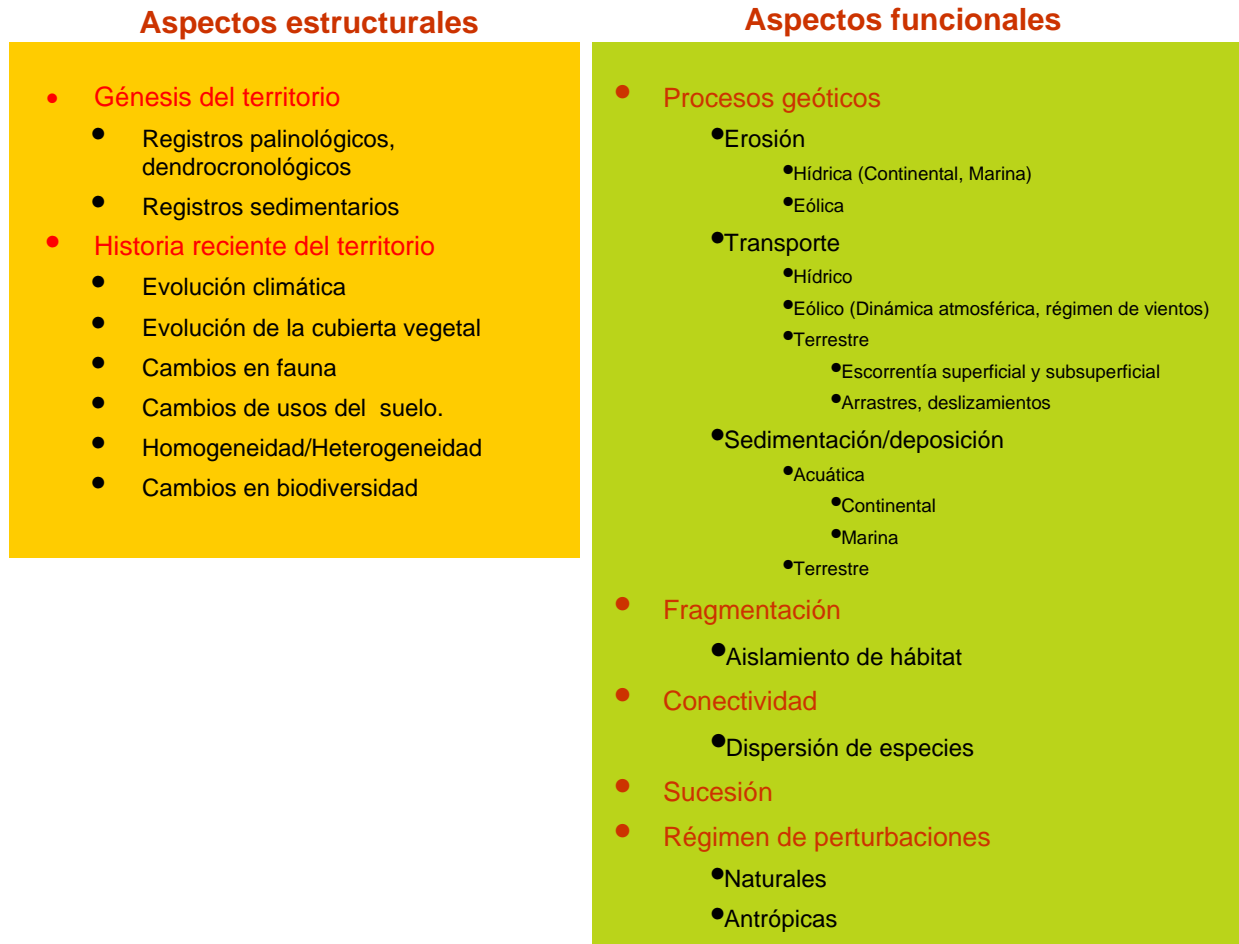 Aspectos estructurales
• Génesis del territorio
• Registros palinológicos,
dendrocronológicos
• Registros sedimentarios
• Historia reciente del territorio
• Evolución climática
• Evolución de la cubierta vegetal
• Cambios en fauna
• Cambios de usos del  suelo.
• Homogeneidad/Heterogeneidad
• Cambios en biodiversidad
Aspectos funcionales
• Procesos geóticos
•Erosión
•Hídrica (Continental, Marina)
•Eólica
•Transporte
•Hídrico
•Eólico (Dinámica atmosférica, régimen de vientos)
•Terrestre
•Escorrentía superficial y subsuperficial
•Arrastres, deslizamientos
•Sedimentación/deposición
•Acuática
•Continental
•Marina
•Terrestre
• Fragmentación
•Aislamiento de hábitat
• Conectividad
•Dispersión de especies
• Sucesión
• Régimen de perturbaciones
•Naturales
•Antrópicas